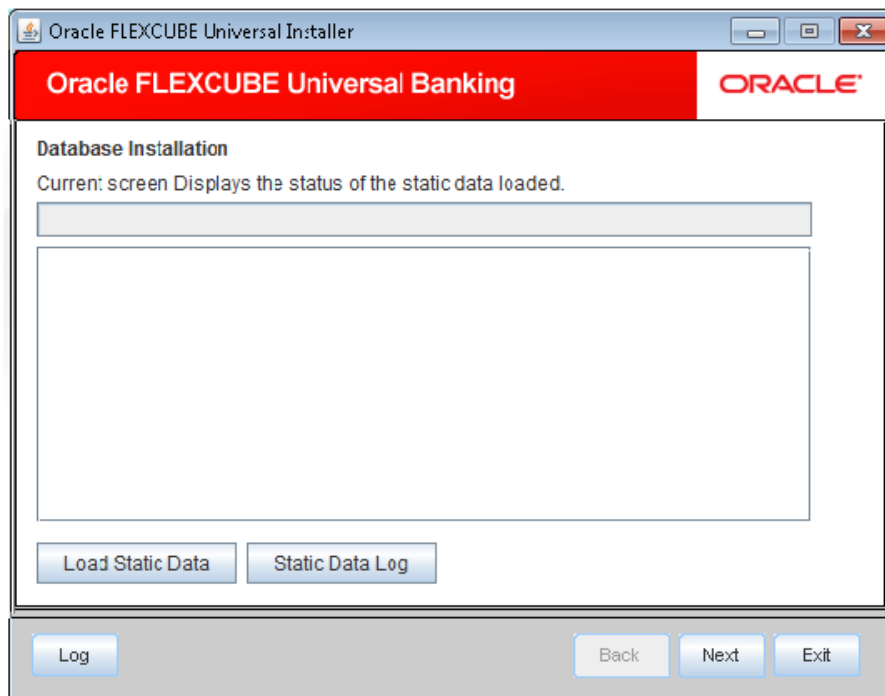 Oracle FLEXCUBE Universal Installer
Oracle FLEXCUBE Universal Banking
ORACLE
Database Installation
Current screen Displays the status of the static data loaded.
Load Static Data
Static Data Log
Log
Back
Next
Exit